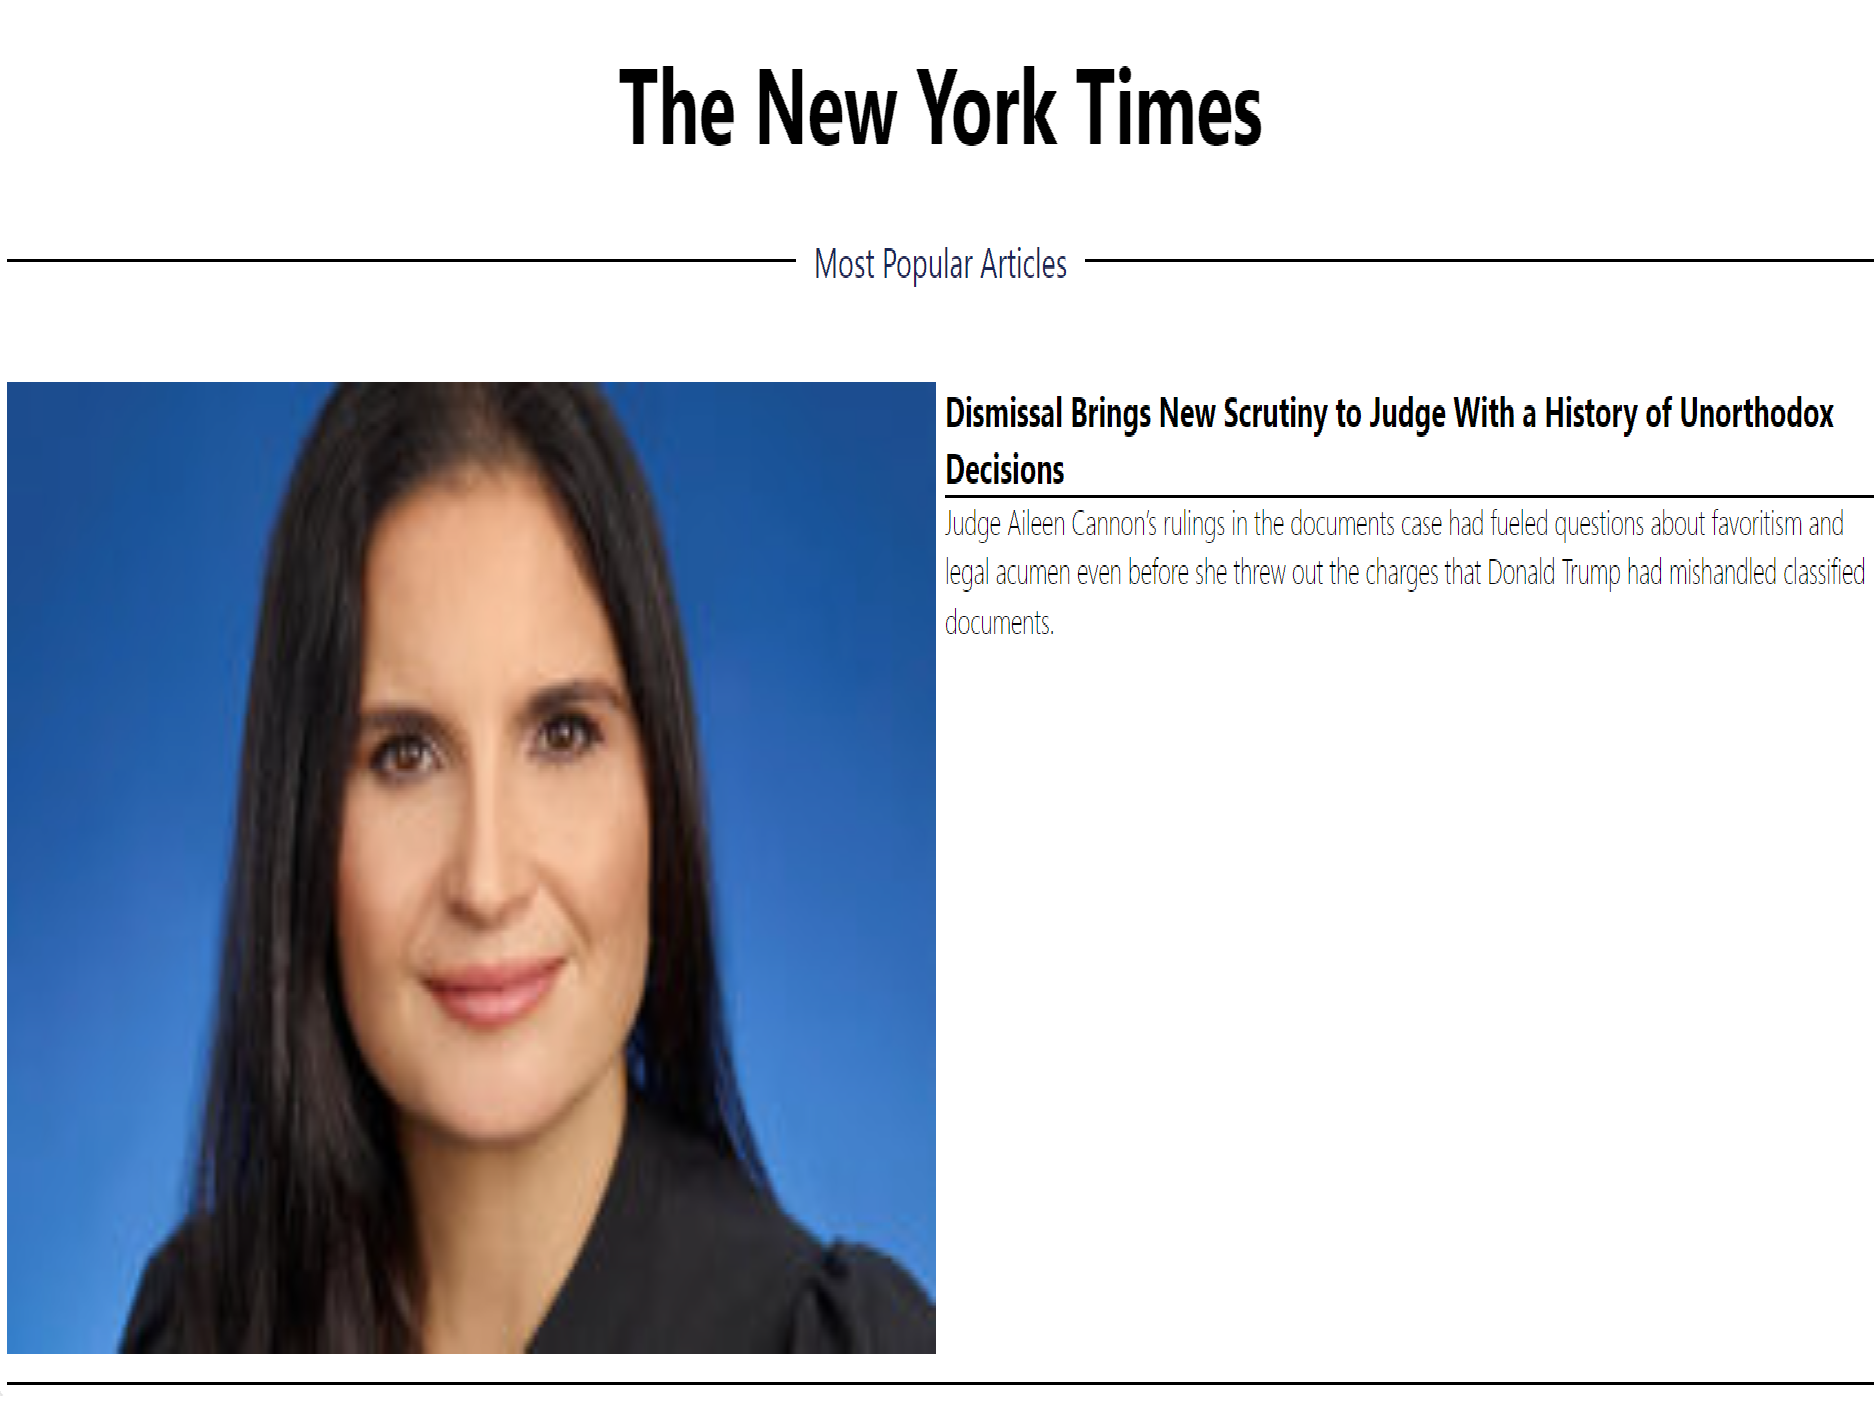 The New York Times
Most Popular Articles
Dismissal Brings New Scrutiny to Judge With a History of Unorthodox
Decisions
Judge Aileen Cannon’s rulings in the documents case had fueled questions about favoritism and
legal acumen even before she threw out the charges that Donald Trump had mishandled classified
documents.